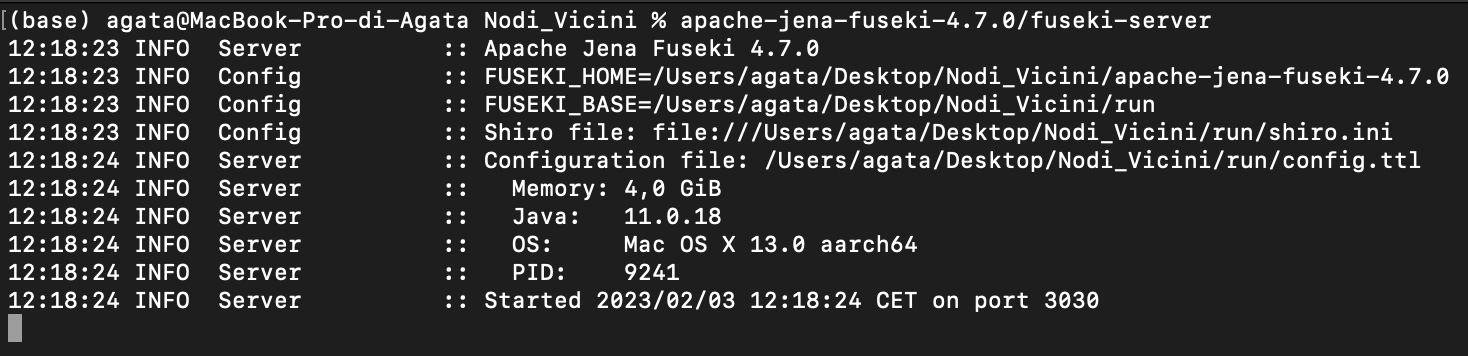 [(base) agata@MacBook-Pro-di-Agata Nodi_Vicini % apache-jena-fuseki-4.7.0/fuseki-server
12:18:23 INFO  Server          :: Apache Jena Fuseki 4.7.0
12:18:23 INFO  Config          :: FUSEKI_HOME=/Users/agata/Desktop/Nodi_Vicini/apache-jena-fuseki-4.7.0
12:18:23 INFO  Config          :: FUSEKI_BASE=/Users/agata/Desktop/Nodi_Vicini/run
12:18:23 INFO  Config          :: Shiro file: file:///Users/agata/Desktop/Nodi_Vicini/run/shiro.ini
12:18:24 INFO  Server          :: Configuration file: /Users/agata/Desktop/Nodi_Vicini/run/config.ttl
12:18:24 INFO  Server          ::   Memory: 4,0 GiB
12:18:24 INFO  Server          ::   Java:   11.0.18
12:18:24 INFO  Server          ::   OS:     Mac OS X 13.0 aarch64
12:18:24 INFO  Server          ::   PID:    9241
12:18:24 INFO  Server          :: Started 2023/02/03 12:18:24 CET on port 3030